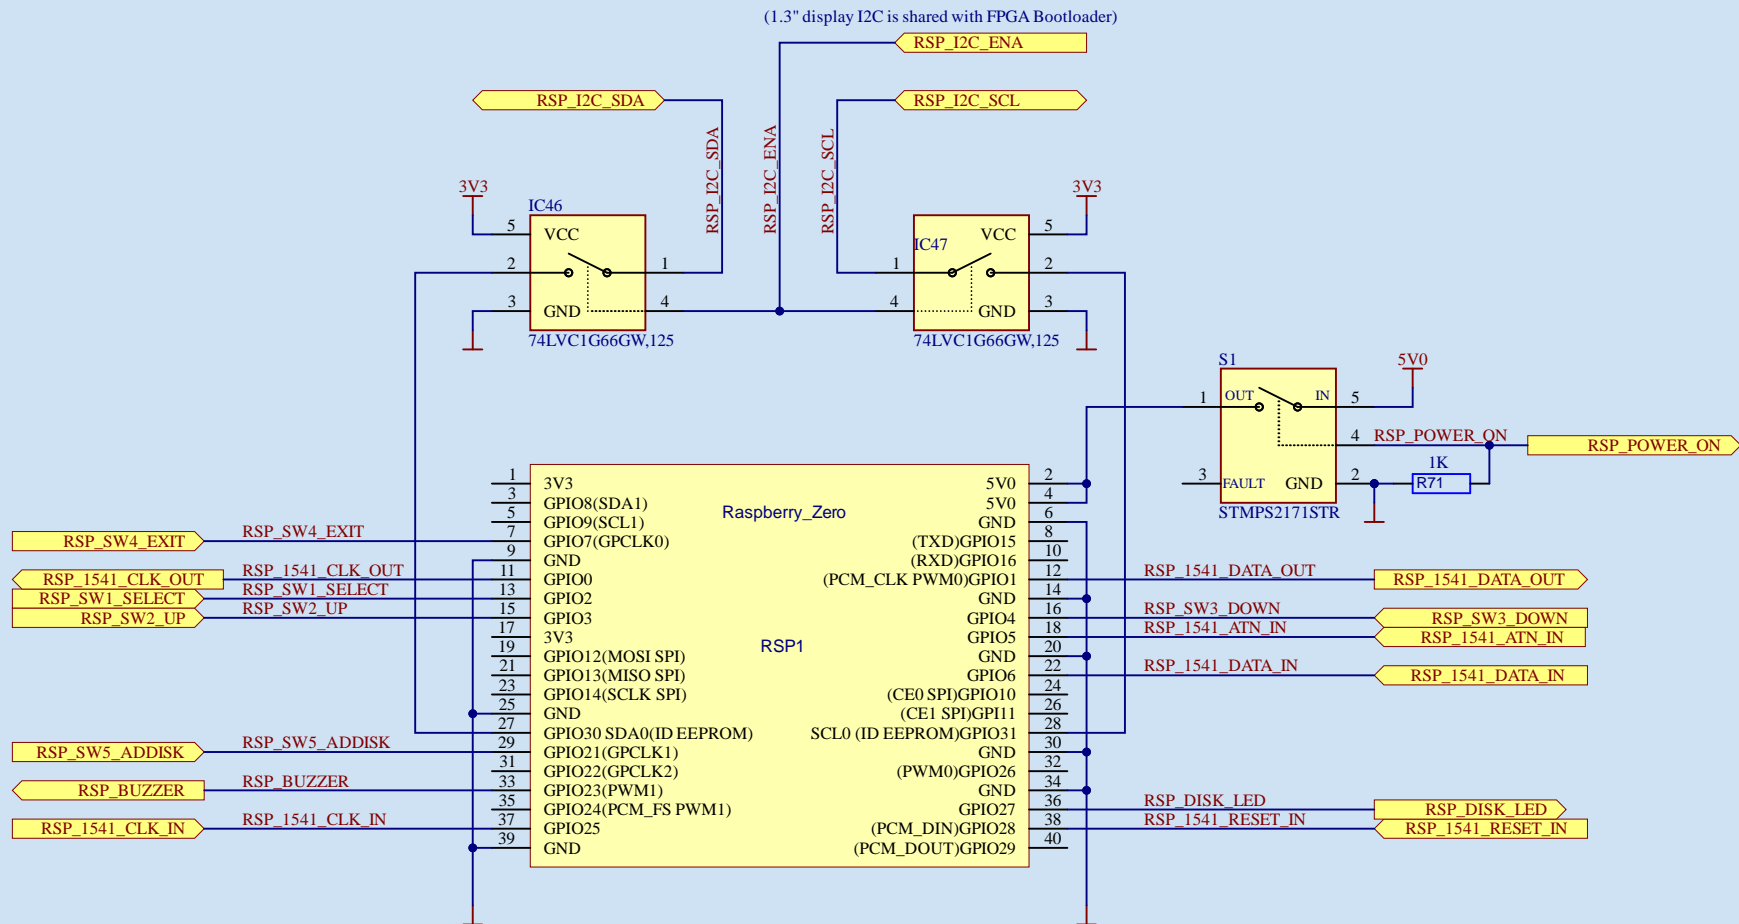 (1.3" display I2C is shared with FPGA Bootloader)
RSP_I2C_ENA
RSP_I2C_SDA
RSP_I2C_SCL
RSP_I2C_SDA
RSP_I2C_ENA
RSP_I2C_SCL
3V3
3V3
IC46
5 VCC
2 1
3 GND 4
74LVC1G66GW,125
IC47
VCC 5
1 2
4 GND 3
74LVC1G66GW,125
S1
5V0
1 OUT IN 5
4 RSP_POWER_ON
RSP_POWER_ON
3 FAULT GND 2
1K
R71
STMPS2171STR
Raspberry_Zero
RSP1
1 3V3 5V0 2
3 GPIO8(SDA1) 5V0 4
5 GPIO9(SCL1) GND 6
RSP_SW4_EXIT RSP_SW4_EXIT 7 GPIO7(GPCLK0) (TXD)GPIO15 8
9 GND (RXD)GPIO16 10
RSP_1541_CLK_OUT RSP_1541_CLK_OUT 11 GPIO0 (PCM_CLK PWM0)GPIO1 12 RSP_1541_DATA_OUT RSP_1541_DATA_OUT
RSP_SW1_SELECT RSP_SW1_SELECT 13 GPIO2 GND 14
RSP_SW2_UP RSP_SW2_UP 15 GPIO3 GPIO4 16 RSP_SW3_DOWN RSP_SW3_DOWN
17 3V3 GPIO5 18 RSP_1541_ATN_IN RSP_1541_ATN_IN
19 GPIO12(MOSI SPI) GND 20
21 GPIO13(MISO SPI) GPIO6 22 RSP_1541_DATA_IN RSP_1541_DATA_IN
23 GPIO14(SCLK SPI) (CE0 SPI)GPIO10 24
25 GND (CE1 SPI)GPI11 26
27 GPIO30 SDA0(ID EEPROM) SCL0 (ID EEPROM)GPIO31 28
RSP_SW5_ADDISK RSP_SW5_ADDISK 29 GPIO21(GPCLK1) GND 30
31 GPIO22(GPCLK2) (PWM0)GPIO26 32
RSP_BUZZER RSP_BUZZER 33 GPIO23(PWM1) GND 34
35 GPIO24(PCM_FS PWM1) GPIO27 36 RSP_DISK_LED RSP_DISK_LED
RSP_1541_CLK_IN RSP_1541_CLK_IN 37 GPIO25 (PCM_DIN)GPIO28 38 RSP_1541_RESET_IN RSP_1541_RESET_IN
39 GND (PCM_DOUT)GPIO29 40